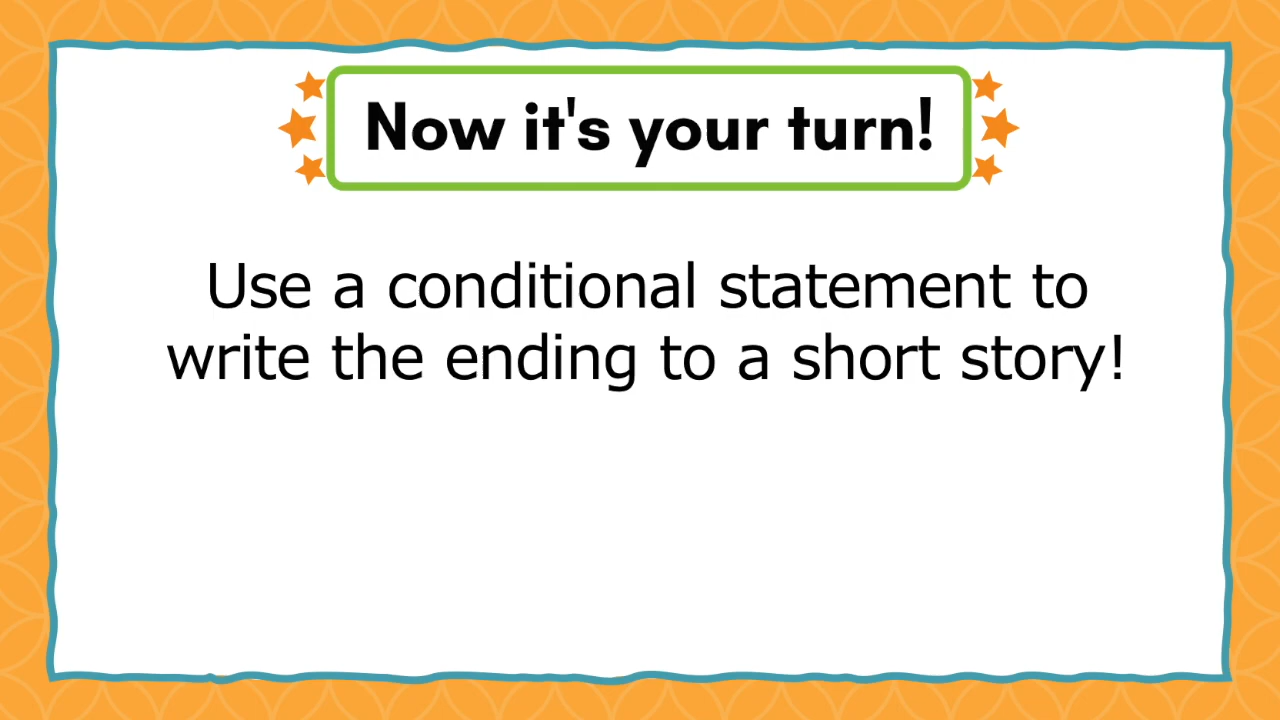 Now it's your turn!
Use a conditional statement to
write the ending to a short story!